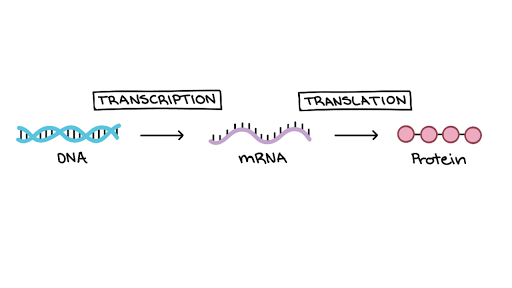 TRANSCRIPTION
TRANSLATION
DNA
mRNA
Protein